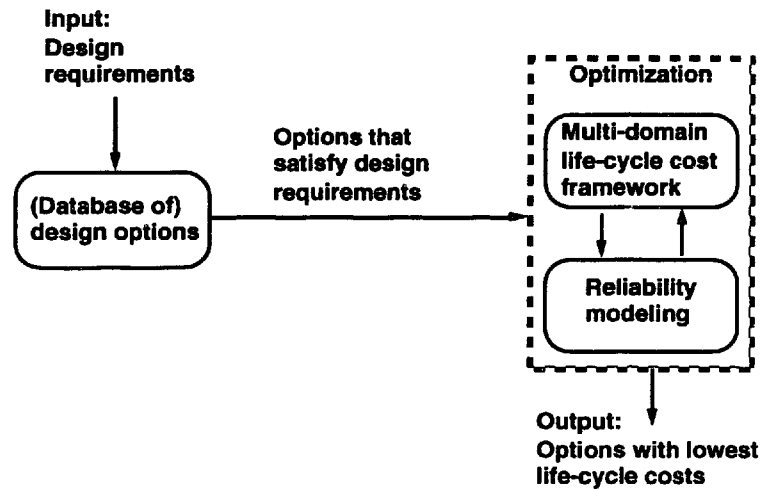 Input:
Design
requirements
(Database of)
design options
Options that
satisfy design
requirements
Optimization
Multi-domain
life-cycle cost
framework
Reliability
modeling
Output:
Options with lowest
life-cycle costs